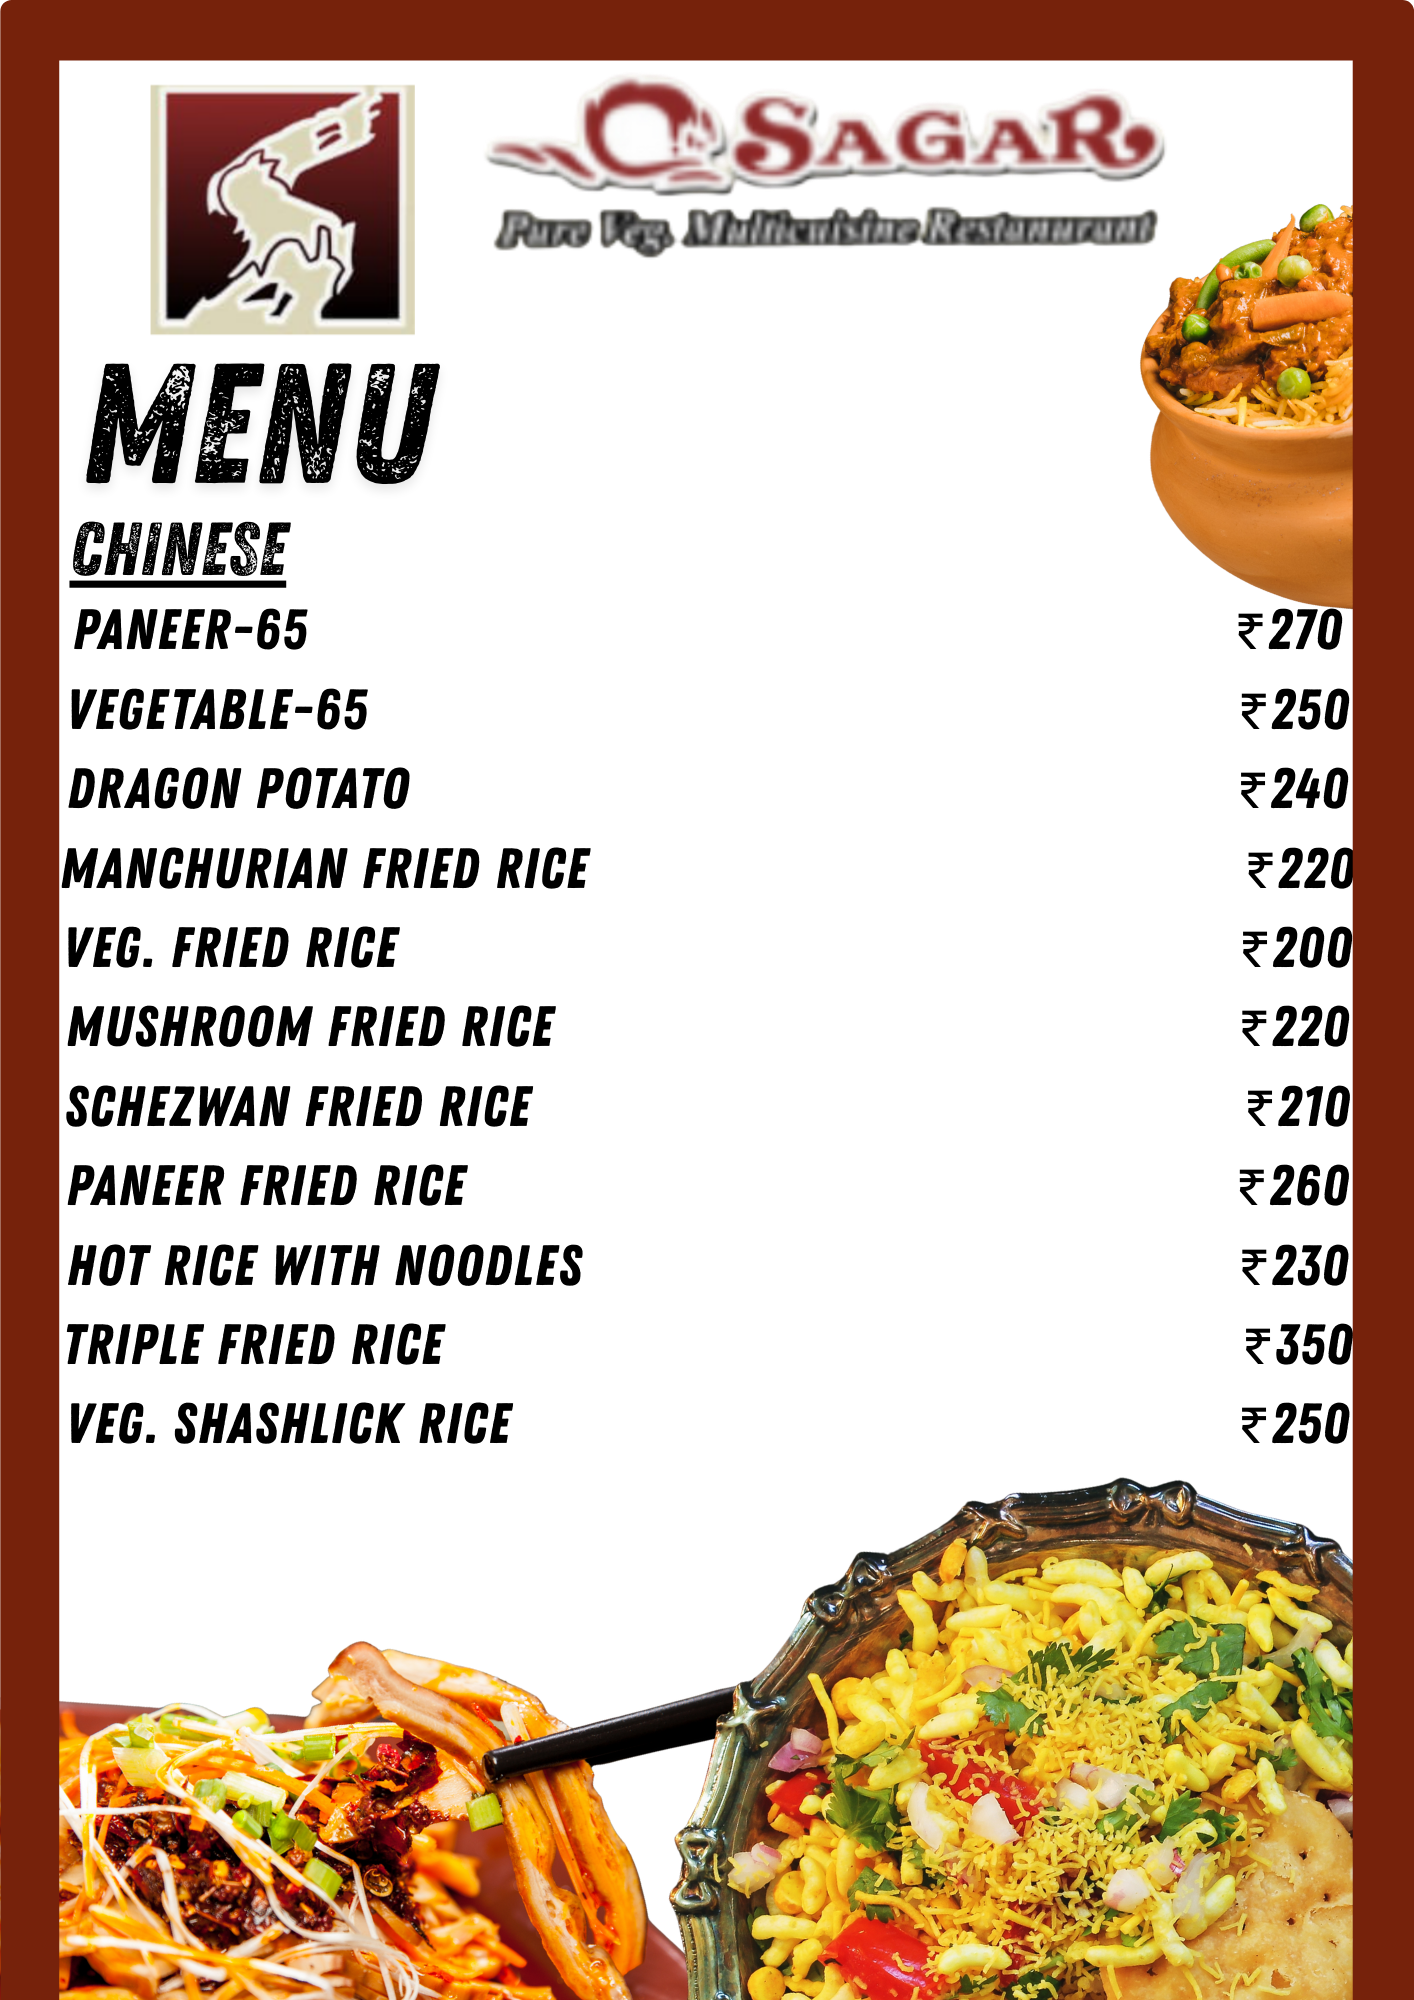 SAGAR
Pure Veg. Multicuisine Restanurant
MENU
CHINESE
PANEER-65 ₹270
VEGETABLE-65 ₹250
DRAGON POTATO ₹240
MANCHURIAN FRIED RICE ₹220
VEG. FRIED RICE ₹200
MUSHROOM FRIED RICE ₹220
SCHEZWAN FRIED RICE ₹210
PANEER FRIED RICE ₹260
HOT RICE WITH NOODLES ₹230
TRIPLE FRIED RICE ₹350
VEG. SHASHLICK RICE ₹250